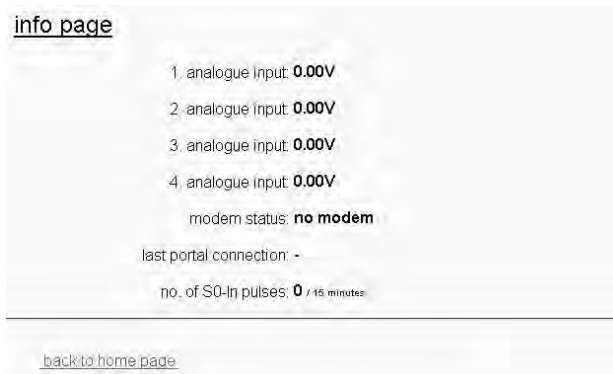 info page
1. analogue input: 0.00V
2. analogue input: 0.00V
3. analogue input: 0.00V
4. analogue input: 0.00V
modem status: no modem
last portal connection: -
no. of S0-In pulses: 0 / 15 minutes
back to home page